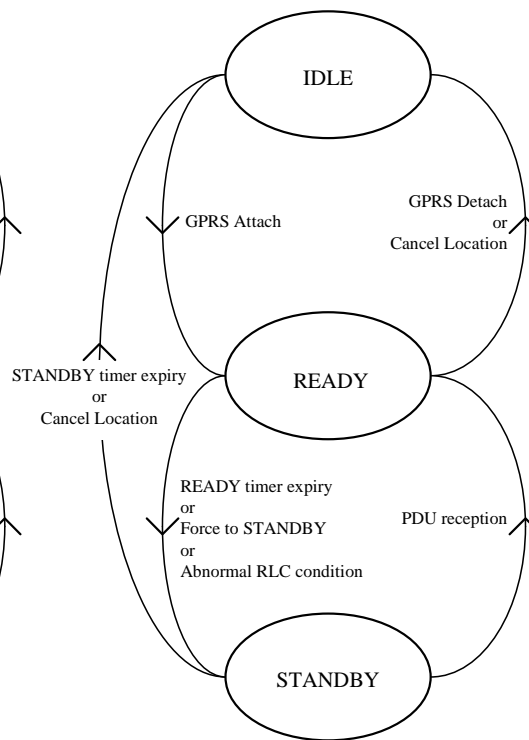 IDLE
GPRS Attach
GPRS Detach
or
Cancel Location
READY
STANDBY timer expiry
or
Cancel Location
READY timer expiry
or
Force to STANDBY
or
Abnormal RLC condition
PDU reception
STANDBY